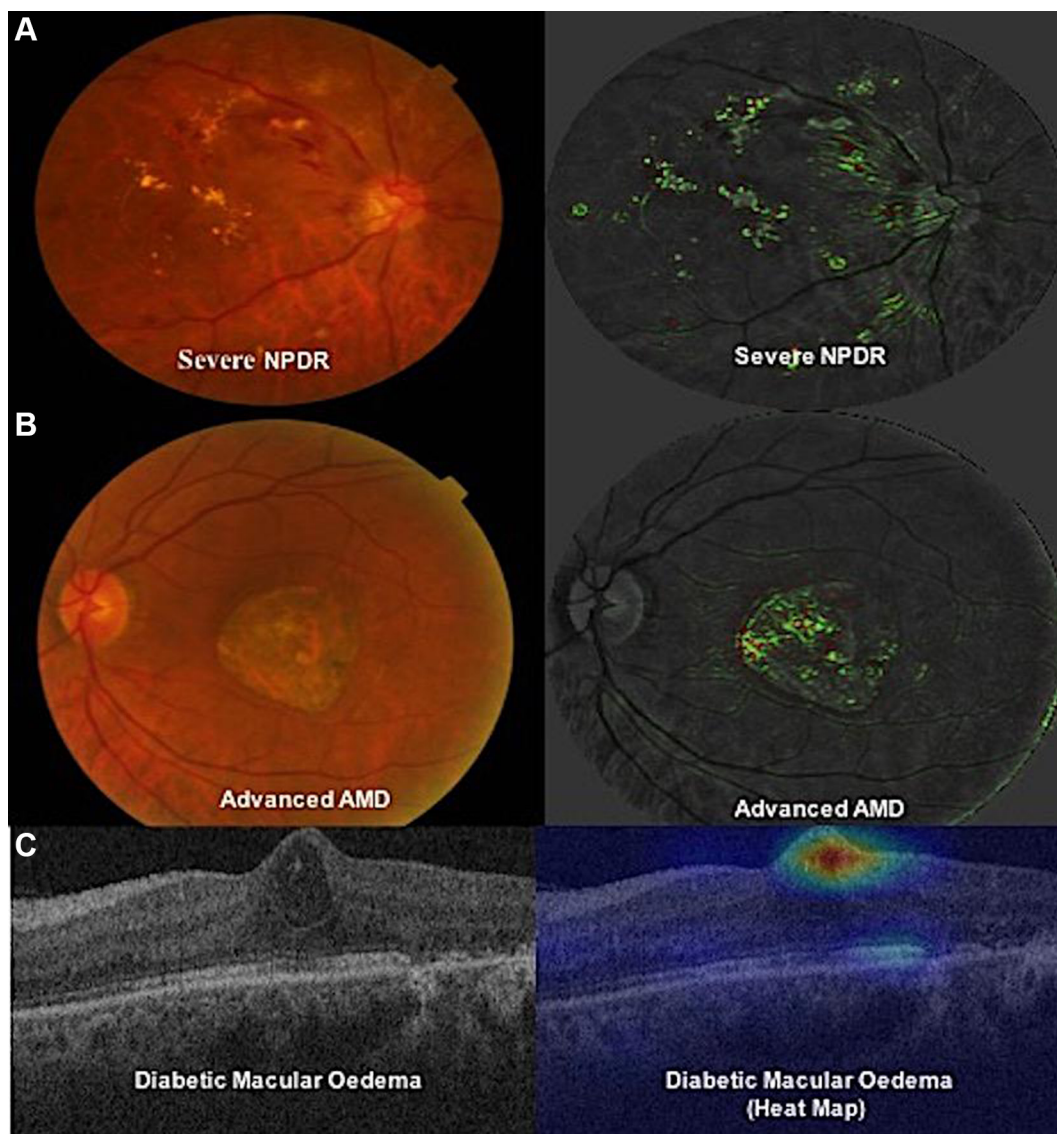 A
Severe NPDR
Severe NPDR
B
Advanced AMD
Advanced AMD
C
Diabetic Macular Oedema
Diabetic Macular Oedema
(Heat Map)